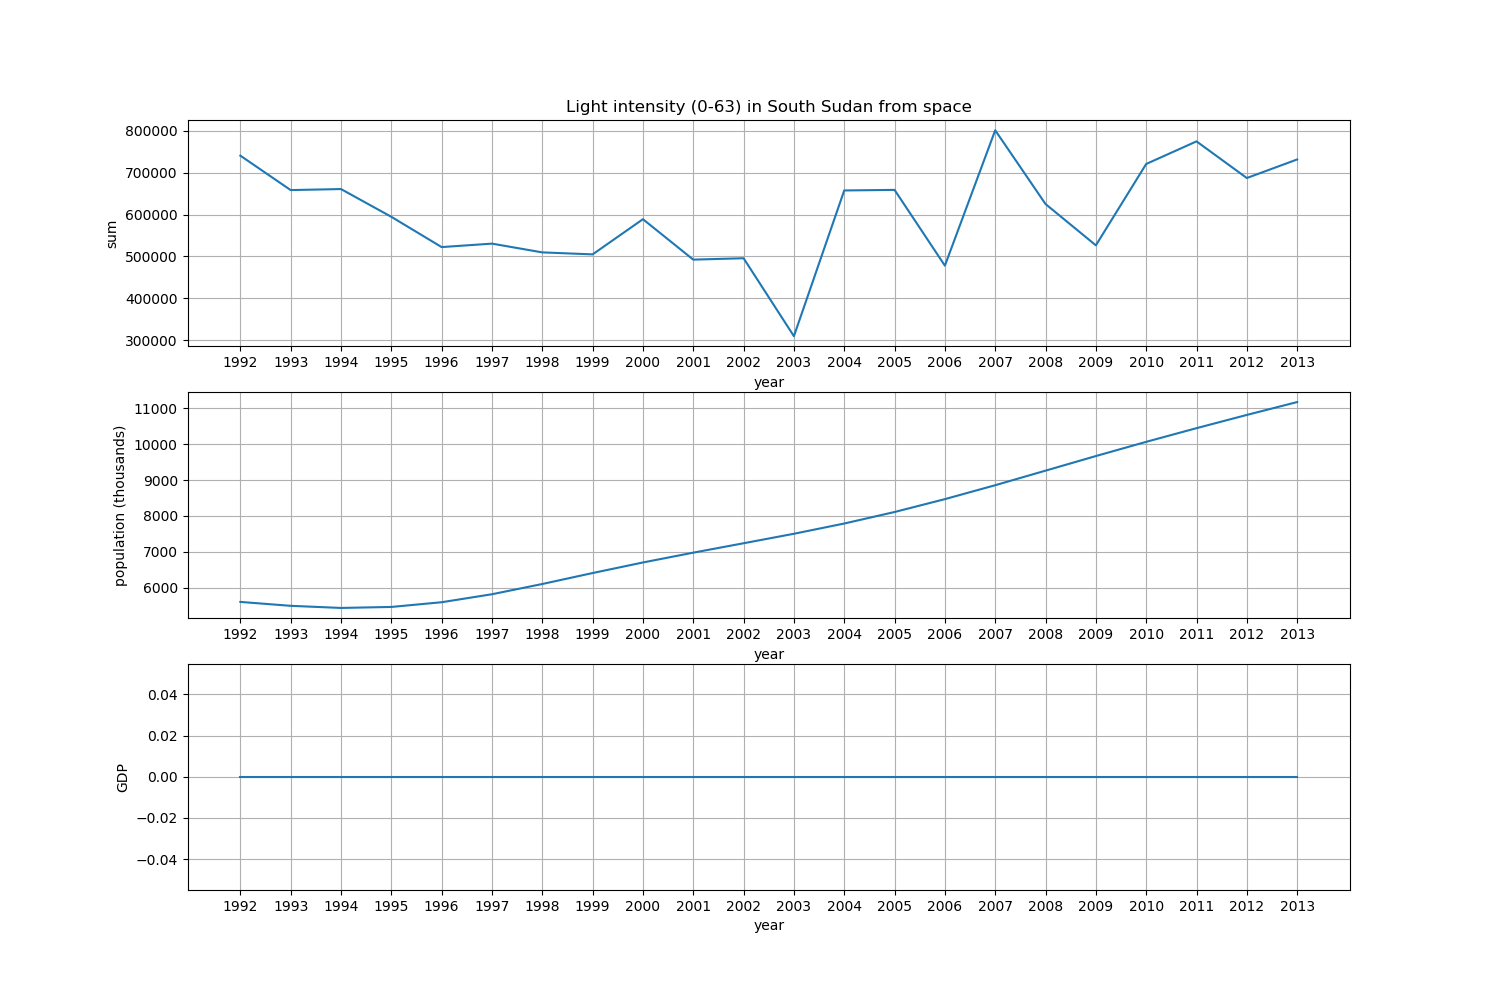 Light intensity (0-63) in South Sudan from space
800000
700000
600000
500000
400000
300000
sum
1992 1993 1994 1995 1996 1997 1998 1999 2000 2001 2002 2003 2004 2005 2006 2007 2008 2009 2010 2011 2012 2013
year
11000
10000
9000
8000
7000
6000
population (thousands)
1992 1993 1994 1995 1996 1997 1998 1999 2000 2001 2002 2003 2004 2005 2006 2007 2008 2009 2010 2011 2012 2013
year
0.04
0.02
0.00
−0.02
−0.04
GDP
1992 1993 1994 1995 1996 1997 1998 1999 2000 2001 2002 2003 2004 2005 2006 2007 2008 2009 2010 2011 2012 2013
year